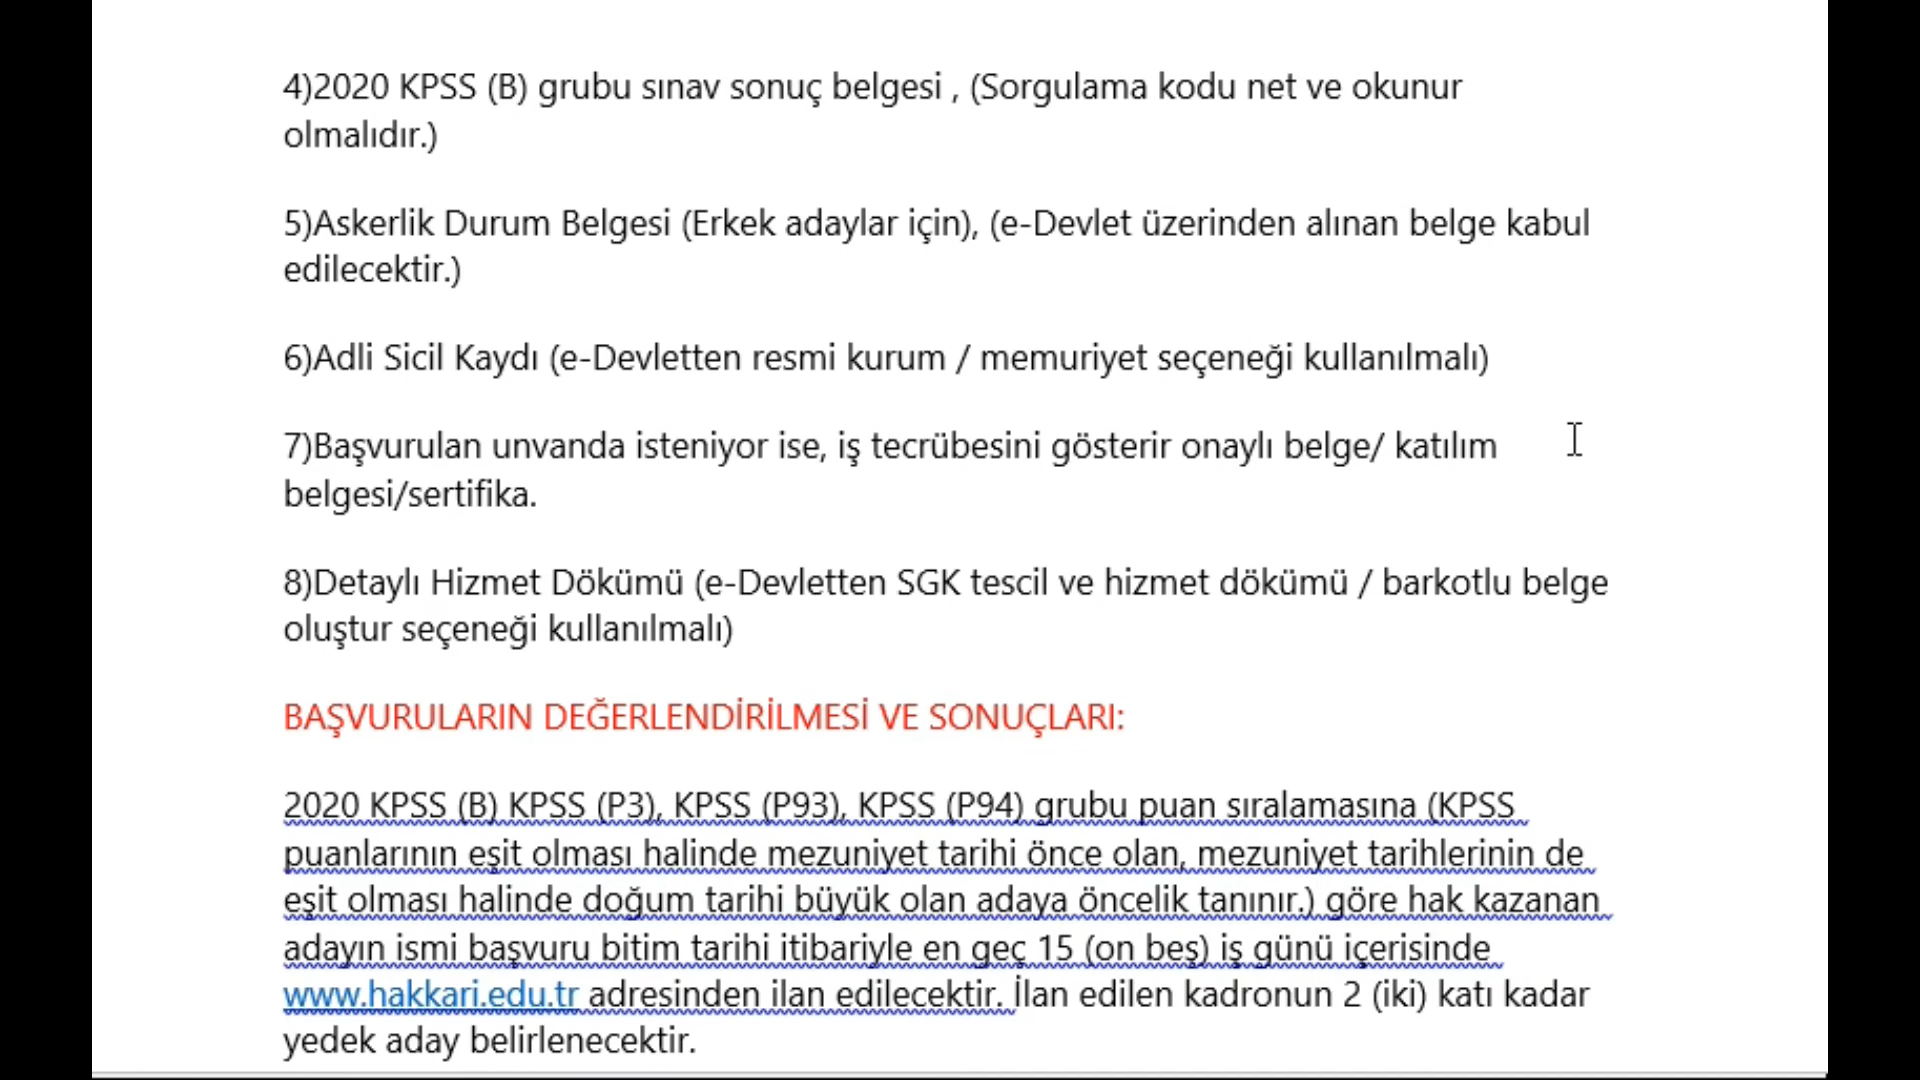 4)2020 KPSS (B) grubu sınav sonuç belgesi , (Sorgulama kodu net ve okunur
olmalıdır.)
5)Askerlik Durum Belgesi (Erkek adaylar için), (e-Devlet üzerinden alınan belge kabul
edilecektir.)
6)Adli Sicil Kaydı (e-Devletten resmi kurum / memuriyet seçeneği kullanılmalı)
7)Başvurulan unvanda isteniyor ise, iş tecrübesini gösterir onaylı belge/ katılım
belgesi/sertifika.
8)Detaylı Hizmet Dökümü (e-Devletten SGK tescil ve hizmet dökümü / barkotlu belge
oluştur seçeneği kullanılmalı)
BAŞVURULARIN DEĞERLENDİRİLMESİ VE SONUÇLARI:
2020 KPSS (B) KPSS (P3), KPSS (P93), KPSS (P94) grubu puan sıralamasına (KPSS
puanlarının eşit olması halinde mezuniyet tarihi önce olan, mezuniyet tarihlerinin de
eşit olması halinde doğum tarihi büyük olan adaya öncelik tanınır.) göre hak kazanan
adayın ismi başvuru bitim tarihi itibariyle en geç 15 (on beş) iş günü içerisinde
www.hakkari.edu.tr adresinden ilan edilecektir. İlan edilen kadronun 2 (iki) katı kadar
yedek aday belirlenecektir.